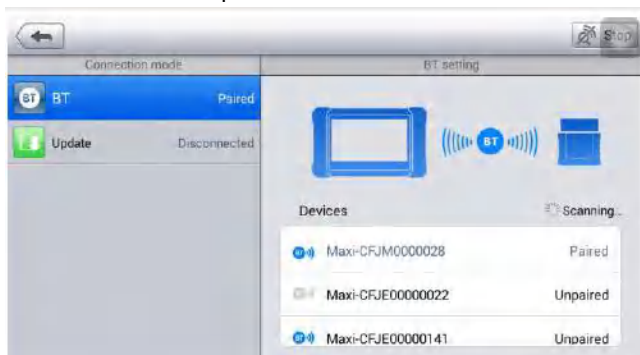 Stop
Connection mode
BT setting
BT BT Paired
Update Disconnected
BT
Devices Scanning...
Maxi-CFJM0000028 Paired
Maxi-CFJE00000022 Unpaired
Maxi-CFJE00000141 Unpaired